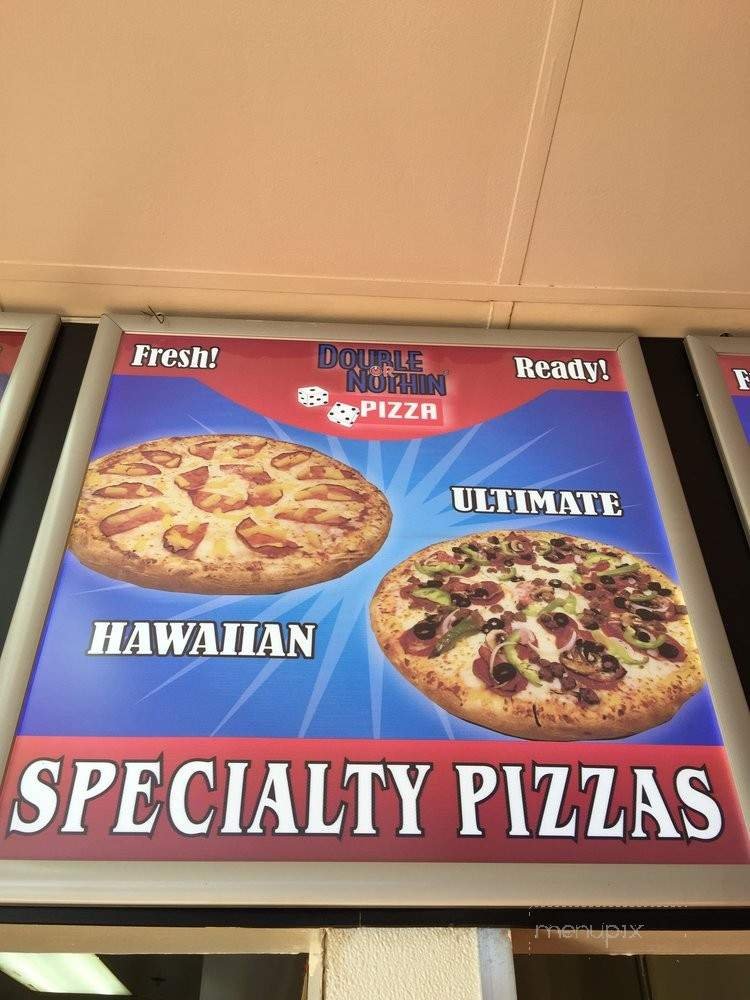 Fresh!
DOUBLE
OR
NOTHIN'
PIZZA
Ready!
ULTIMATE
HAWAIIAN
SPECIALTY PIZZAS
F
menupix